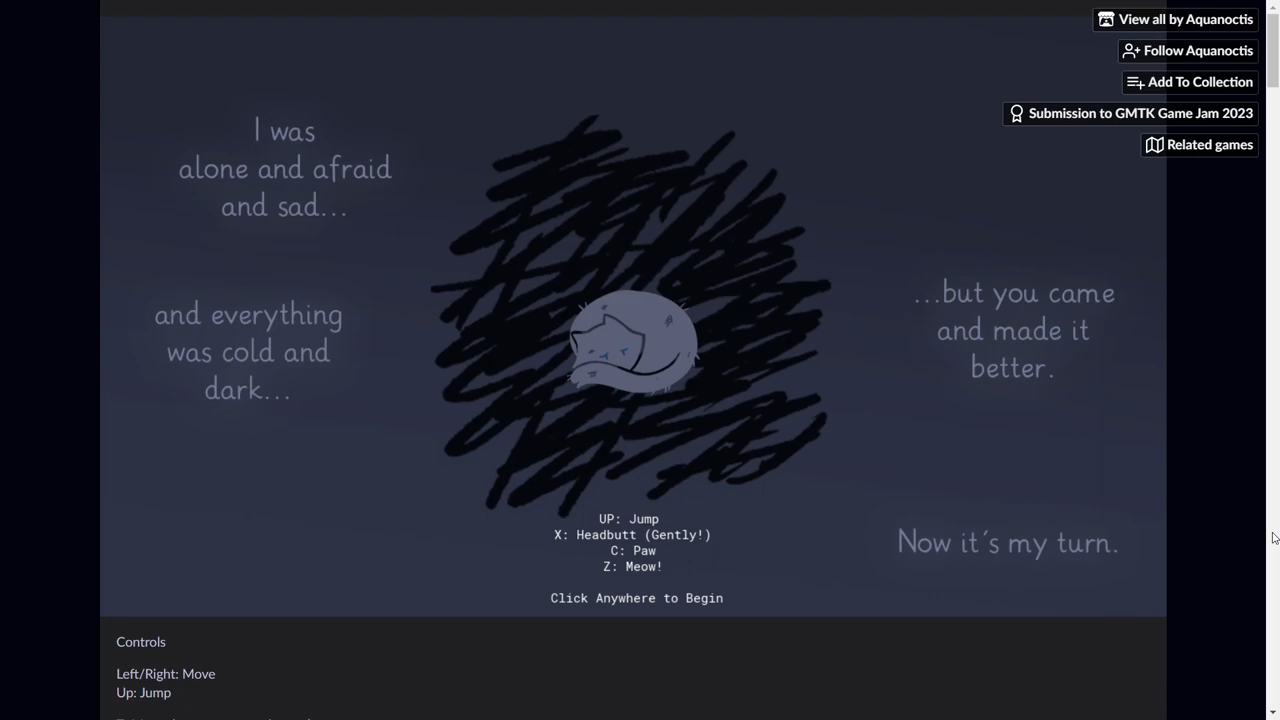 View all by Aquanoctis
Follow Aquanoctis
Add To Collection
Submission to GMTK Game Jam 2023
Related games
I was
alone and afraid
and sad...
and everything
was cold and
dark...
...but you came
and made it
better.
Now it's my turn.
UP: Jump
X: Headbutt (Gently!)
C: Paw
Z: Meow!
Click Anywhere to Begin
Controls
Left/Right: Move
Up: Jump